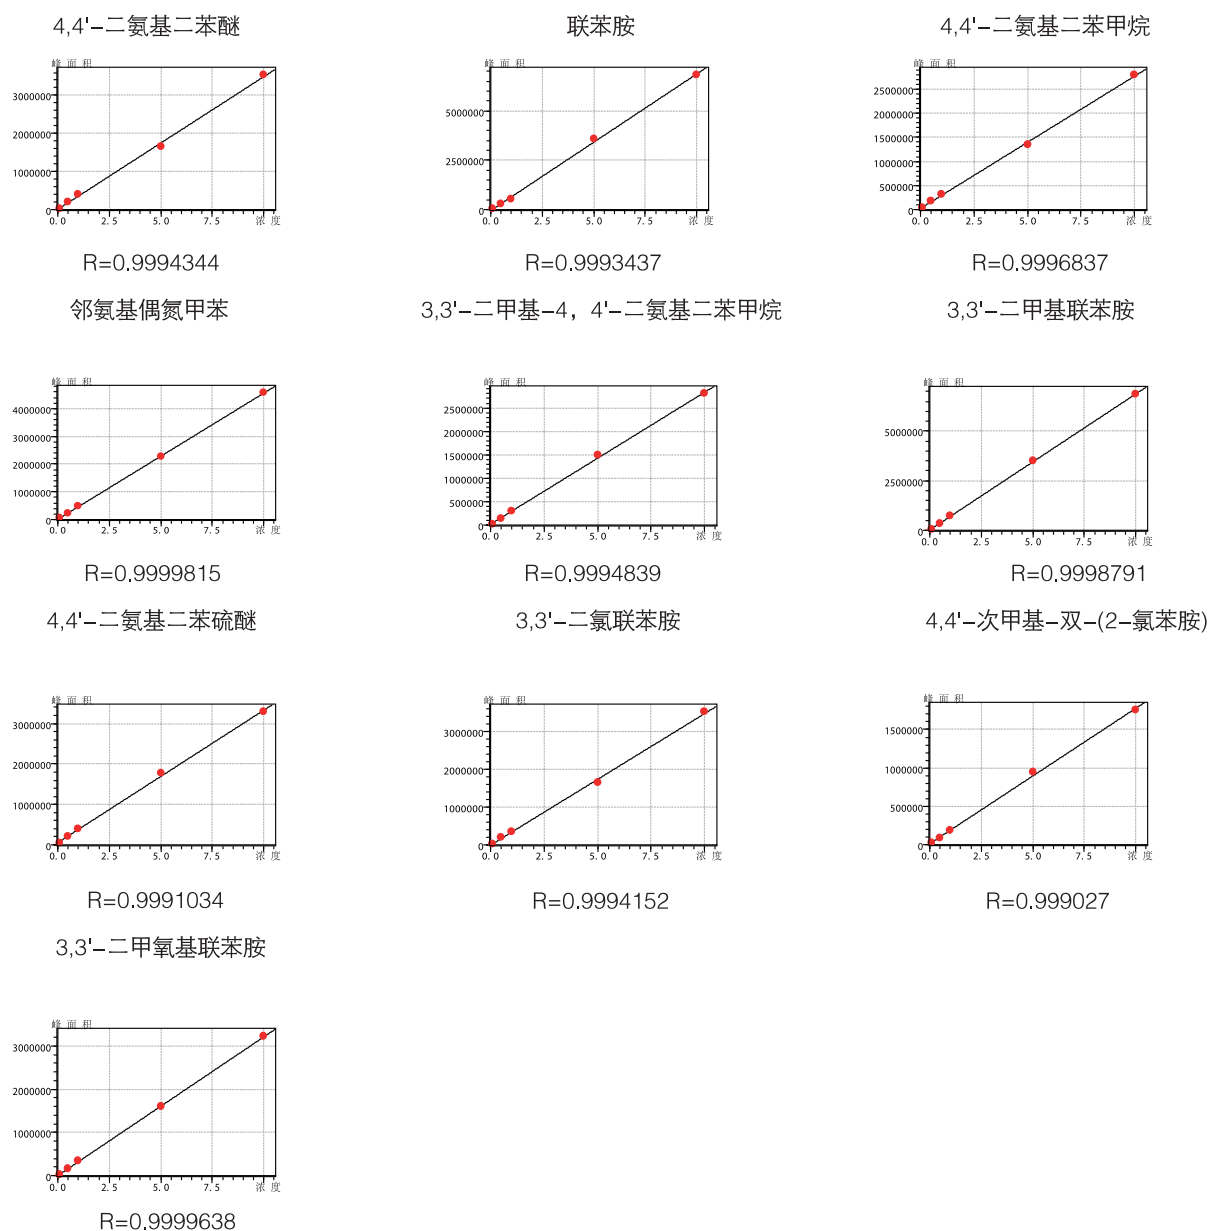 4,4'-二氨基二苯醚
联苯胺
4,4'-二氨基二苯甲烷
峰 面 积
3000000
2000000
1000000
0
0.0 2.5 5.0 7.5 浓 度
峰 面 积
5000000
2500000
0
0.0 2.5 5.0 7.5 浓 度
峰 面 积
2500000
2000000
1500000
1000000
500000
0
0.0 2.5 5.0 7.5 浓 度
R=0.9994344
R=0.9993437
R=0.9996837
邻氨基偶氮甲苯
3,3'-二甲基-4，4'-二氨基二苯甲烷
3,3'-二甲基联苯胺
峰 面 积
4000000
3000000
2000000
1000000
0
0.0 2.5 5.0 7.5 浓 度
峰 面 积
2500000
2000000
1500000
1000000
500000
0
0.0 2.5 5.0 7.5 浓 度
峰 面 积
5000000
2500000
0
0.0 2.5 5.0 7.5 浓 度
R=0.9999815
R=0.9994839
R=0.9998791
4,4'-二氨基二苯硫醚
3,3'-二氯联苯胺
4,4'-次甲基-双-(2-氯苯胺)
峰 面 积
3000000
2000000
1000000
0
0.0 2.5 5.0 7.5 浓 度
峰 面 积
3000000
2000000
1000000
0
0.0 2.5 5.0 7.5 浓 度
峰 面 积
1500000
1000000
500000
0
0.0 2.5 5.0 7.5 浓 度
R=0.9991034
R=0.9994152
R=0.999027
3,3'-二甲氧基联苯胺
峰 面 积
3000000
2000000
1000000
0
0.0 2.5 5.0 7.5 浓 度
R=0.9999638